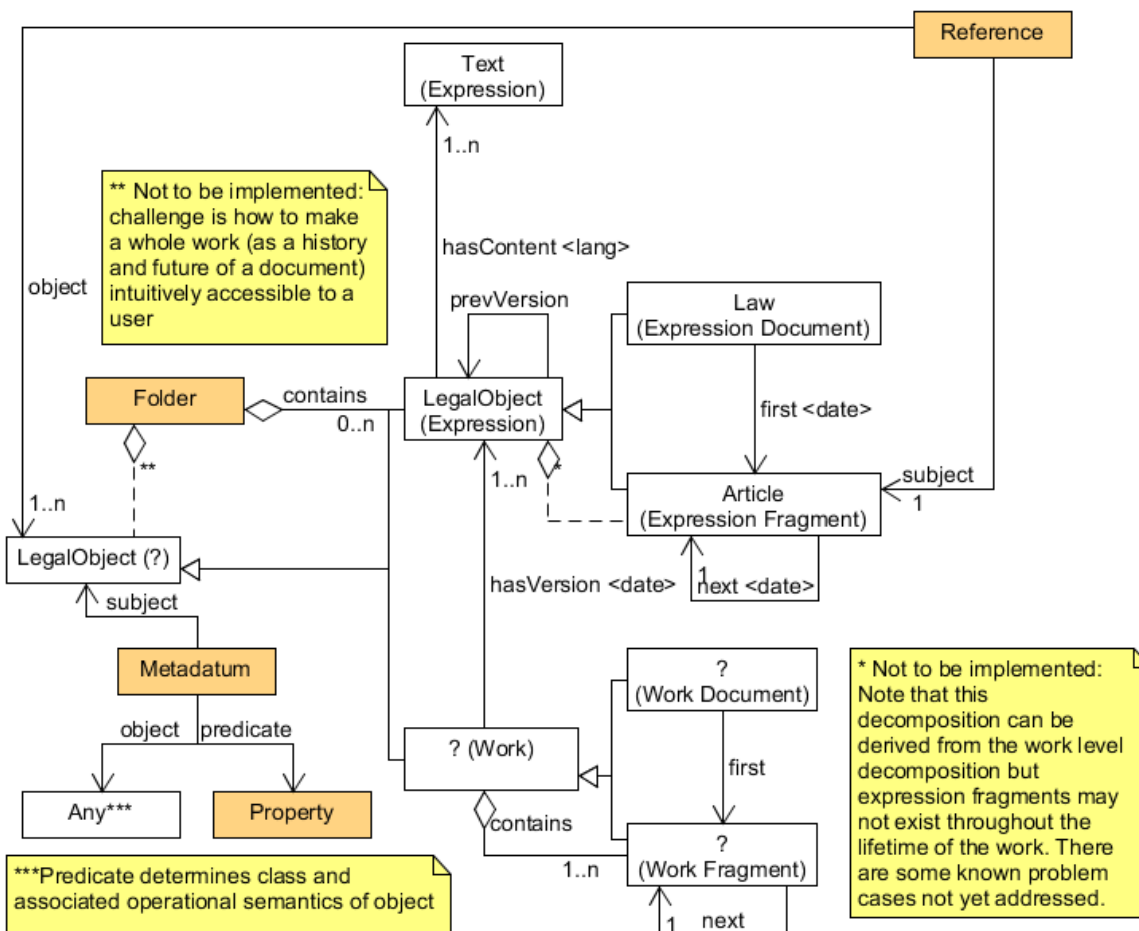 Reference
Text
(Expression)
1..n
** Not to be implemented:
challenge is how to make
a whole work (as a history
and future of a document)
intuitively accessible to a
user
hasContent <lang>
object
prevVersion
Law
(Expression Document)
Folder
contains
0..n
LegalObject
(Expression)
first <date>
**
*
1..n
subject
1
Article
(Expression Fragment)
1..n
LegalObject (?)
hasVersion <date>
1
next <date>
subject
Metadatum
?
(Work Document)
* Not to be implemented:
Note that this
decomposition can be
derived from the work level
decomposition but
expression fragments may
not exist throughout the
lifetime of the work. There
are some known problem
cases not yet addressed.
object
predicate
? (Work)
first
Any***
Property
contains
1..n
?
(Work Fragment)
***Predicate determines class and
associated operational semantics of object
1
next